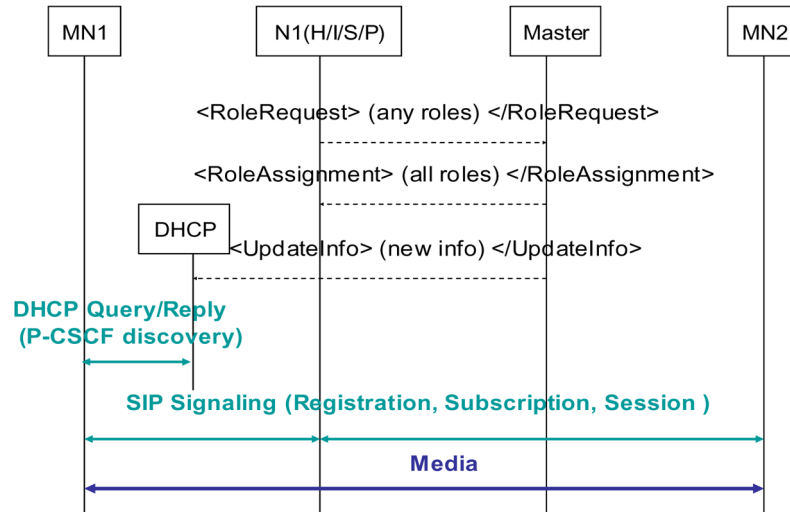 MN1
N1(H/I/S/P)
Master
MN2
<RoleRequest> (any roles) </RoleRequest>
<RoleAssignment> (all roles) </RoleAssignment>
DHCP
<UpdateInfo> (new info) </UpdateInfo>
DHCP Query/Reply
(P-CSCF discovery)
SIP Signaling (Registration, Subscription, Session )
Media